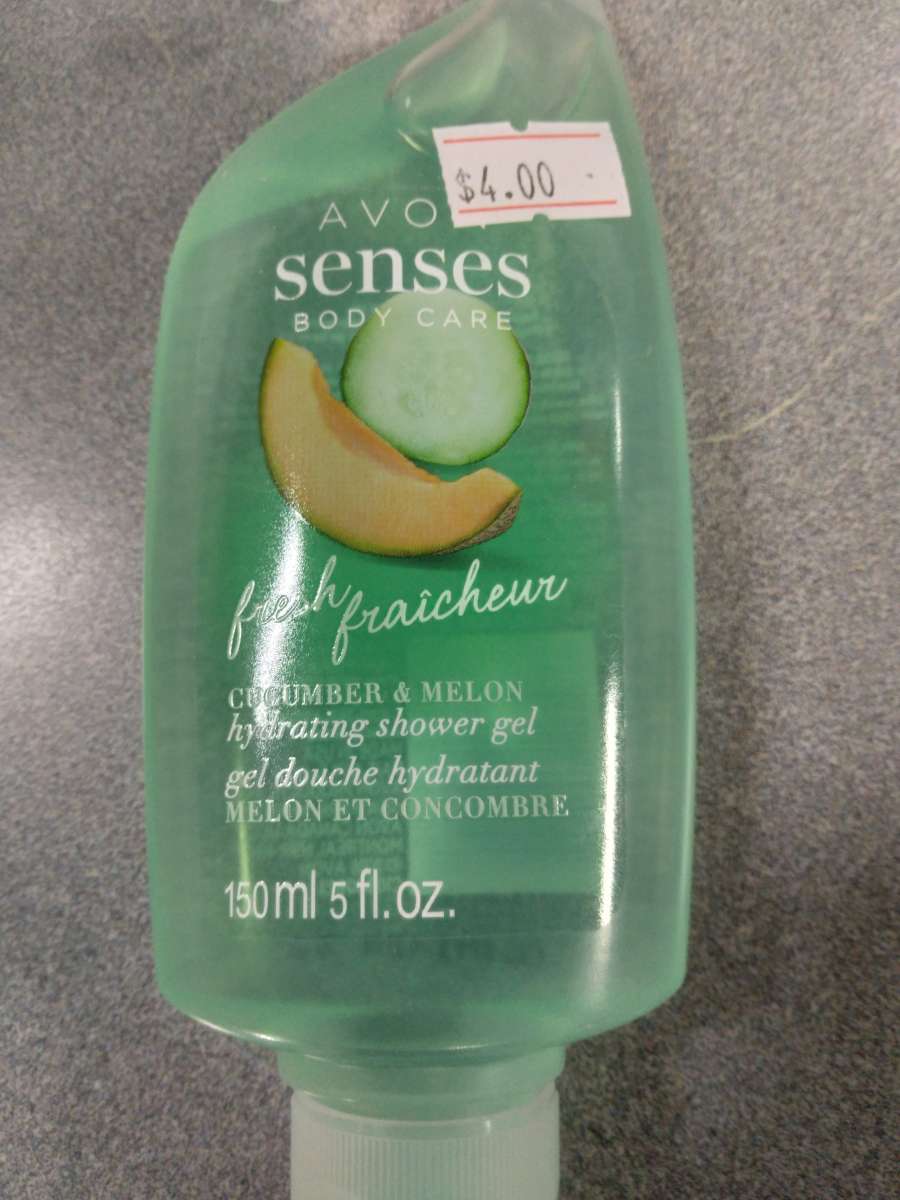 $4.00
AVO
senses
BODY CARE
fresh fraîcheur
CUCUMBER & MELON
hydrating shower gel
gel douche hydratant
MELON ET CONCOMBRE
150ml 5 fl.oz.